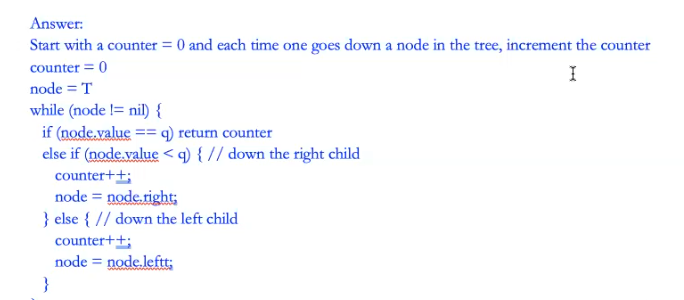 Answer:
Start with a counter = 0 and each time one goes down a node in the tree, increment the counter
counter = 0
node = T
while (node != nil) {
if (node.value == q) return counter
else if (node.value < q) { // down the right child
counter++;
node = node.right;
} else { // down the left child
counter++;
node = node.leftt;
}